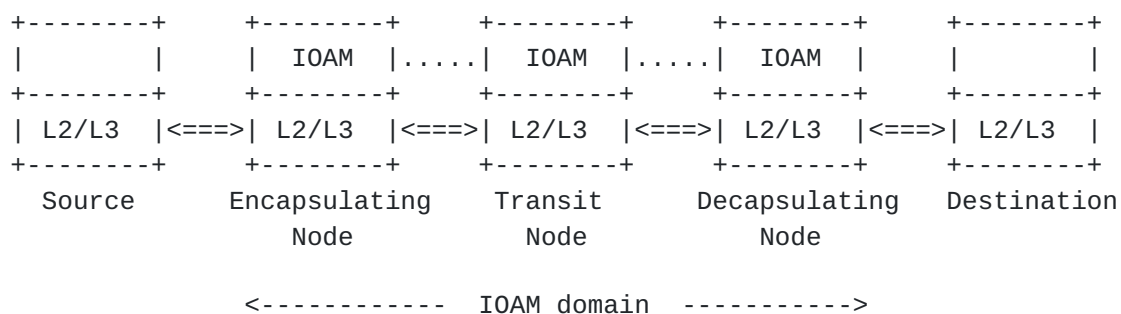 +--------+     +--------+     +--------+     +--------+     +--------+
|        |     |  IOAM  |.....|  IOAM  |.....|  IOAM  |     |        |
+--------+     +--------+     +--------+     +--------+     +--------+
| L2/L3  |<===>| L2/L3  |<===>| L2/L3  |<===>| L2/L3  |<===>| L2/L3  |
+--------+     +--------+     +--------+     +--------+     +--------+
  Source      Encapsulating    Transit      Decapsulating   Destination
                  Node           Node           Node

               <------------  IOAM domain  ----------->